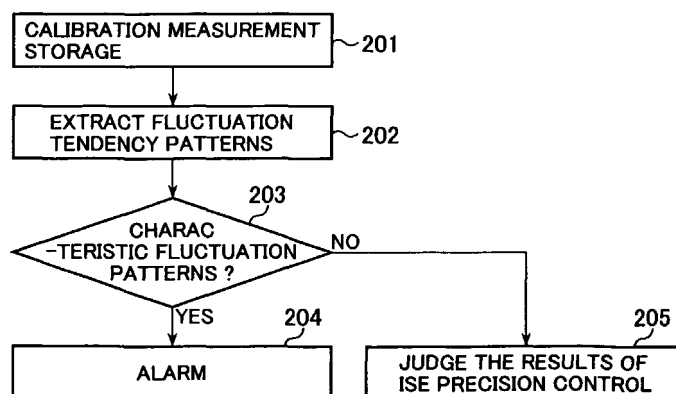 CALIBRATION MEASUREMENT
STORAGE
201
EXTRACT FLUCTUATION
TENDENCY PATTERNS
202
203
CHARAC
-TERISTIC FLUCTUATION
PATTERNS ?
NO
YES
204
ALARM
205
JUDGE THE RESULTS OF
ISE PRECISION CONTROL